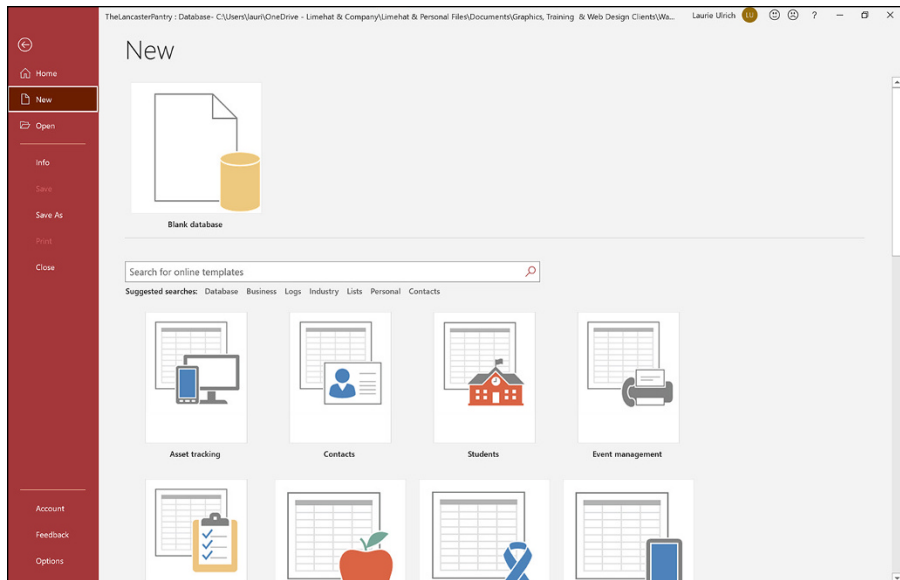 TheLancasterPantry : Database- C:\Users\lauri\OneDrive - Limehat & Company\Limehat & Personal Files\Documents\Graphics, Training & Web Design Clients\Wa...
Laurie Ulrich
LU
?
New
Home
New
Open
Info
Save
Save As
Print
Close
Account
Feedback
Options
Blank database
Search for online templates
Suggested searches: Database Business Logs Industry Lists Personal Contacts
Asset tracking Contacts Students Event management